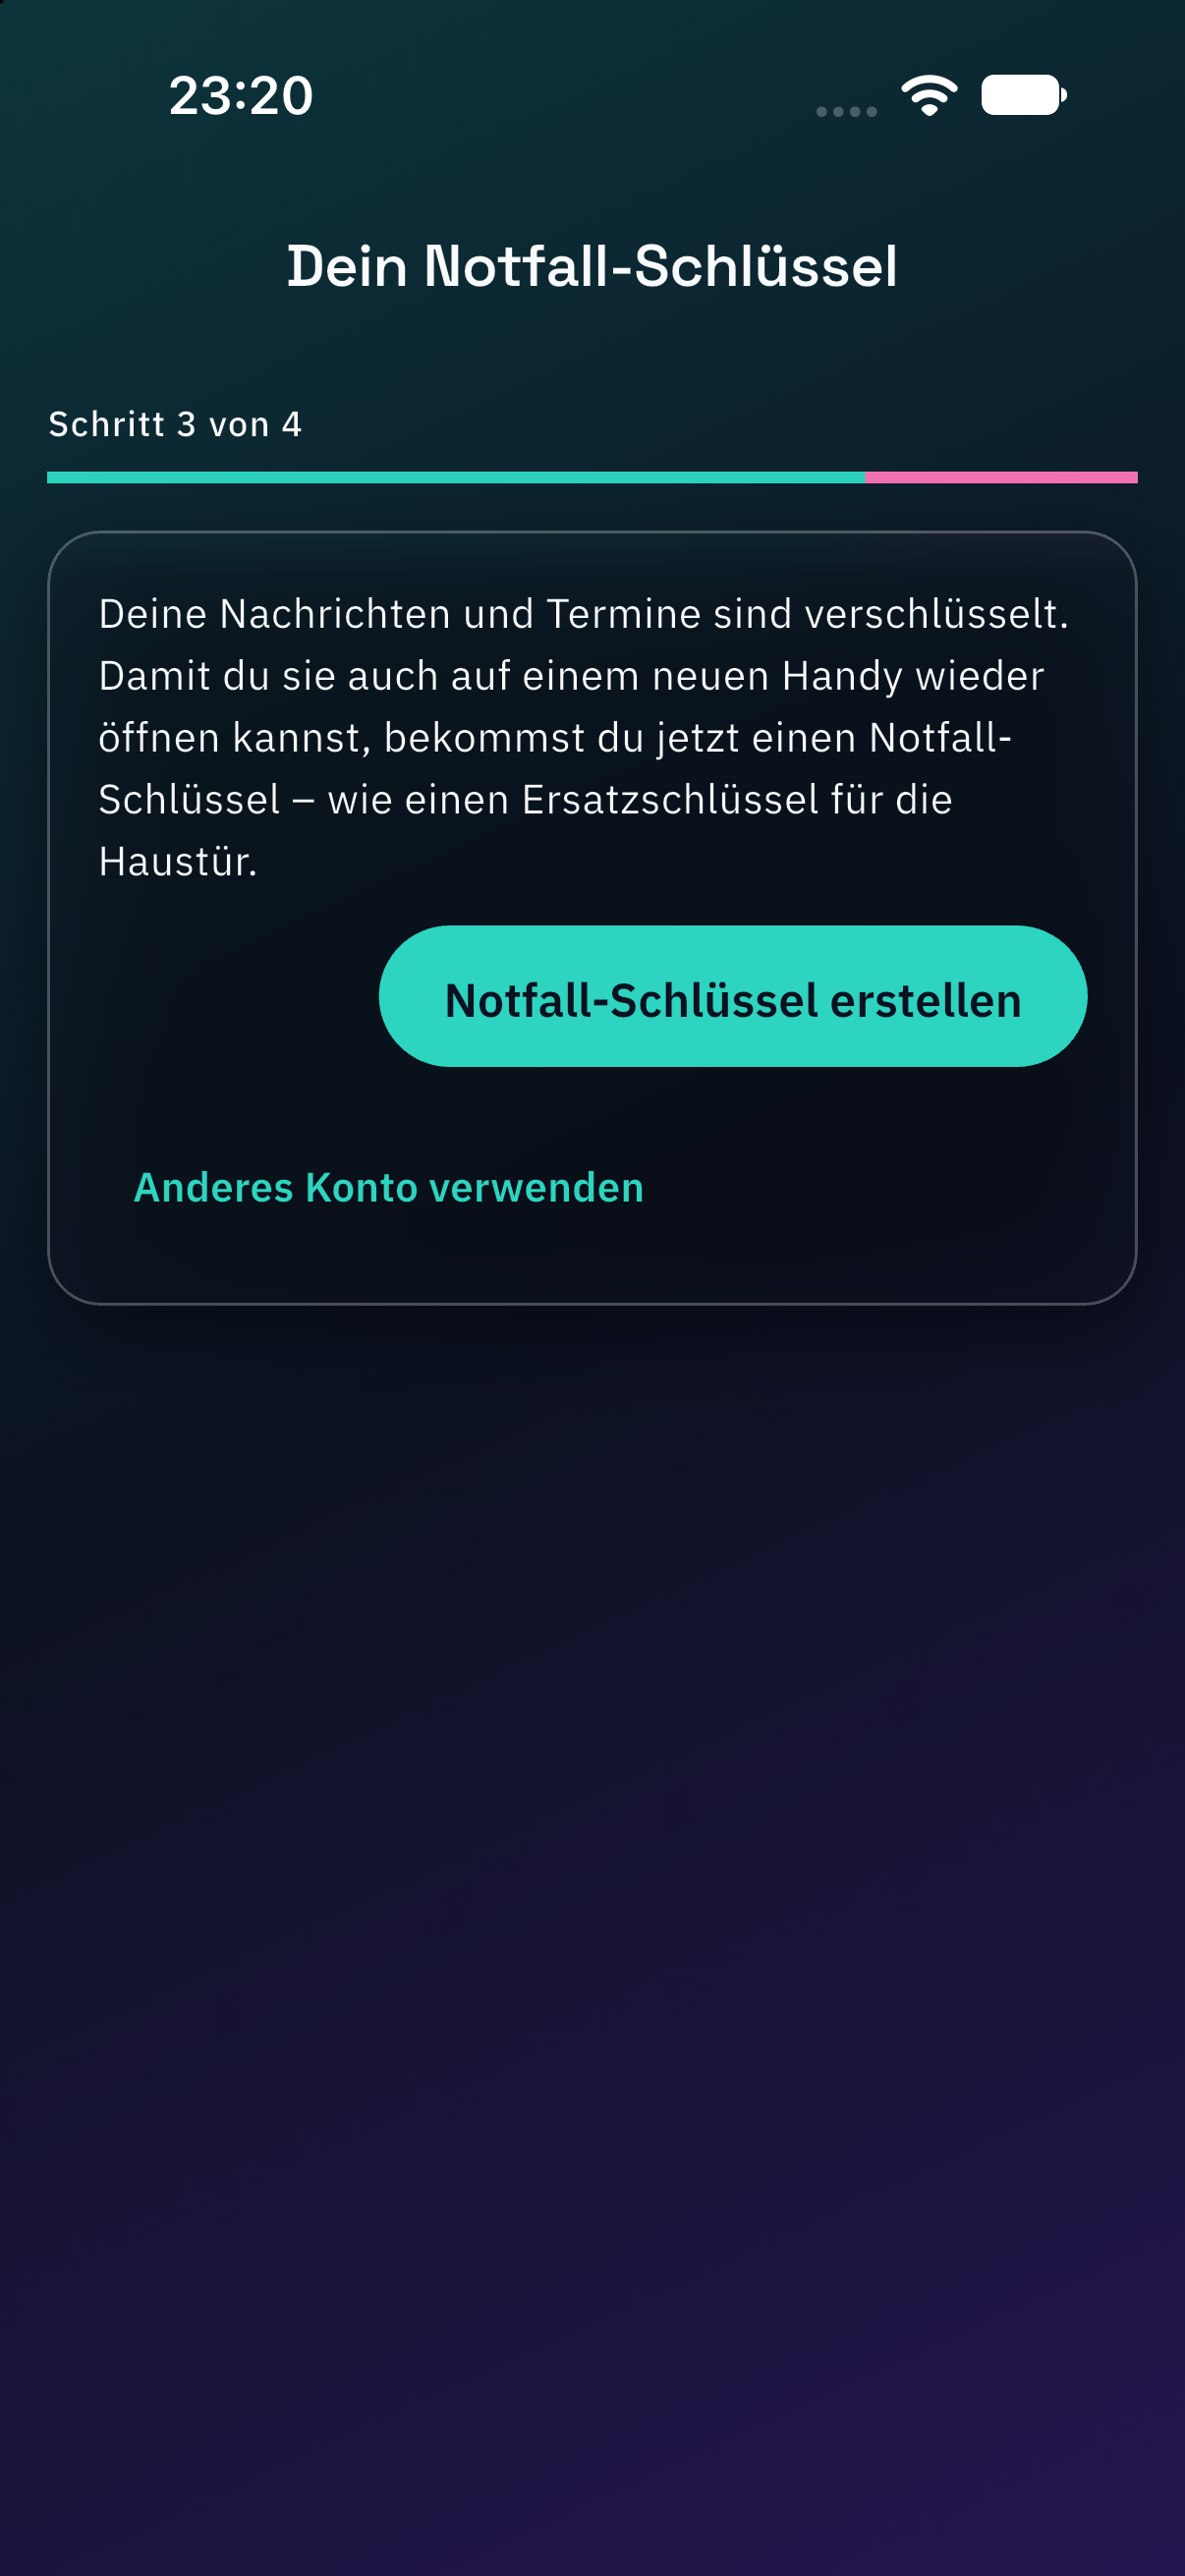 23:20
Dein Notfall-Schlüssel
Schritt 3 von 4
Deine Nachrichten und Termine sind verschlüsselt.
Damit du sie auch auf einem neuen Handy wieder
öffnen kannst, bekommst du jetzt einen Notfall-
Schlüssel – wie einen Ersatzschlüssel für die
Haustür.
Notfall-Schlüssel erstellen
Anderes Konto verwenden